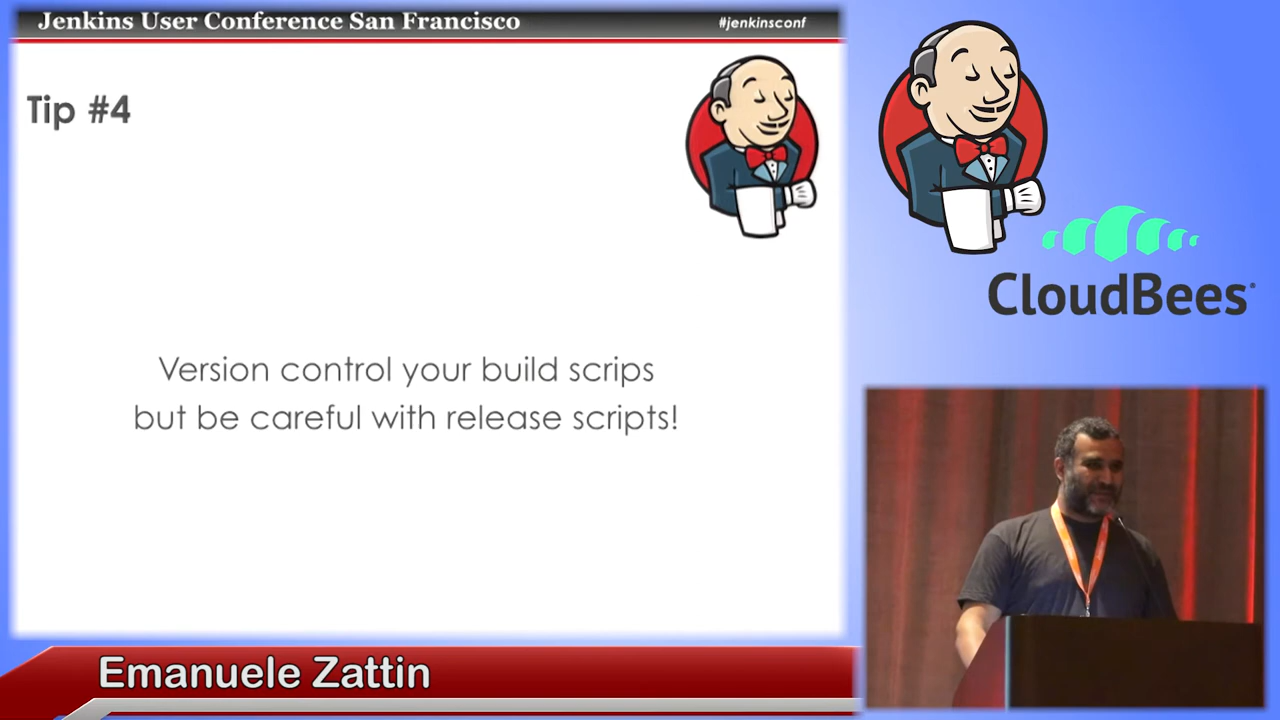 Jenkins User Conference San Francisco
#jenkinsconf
Tip #4
Version control your build scrips
but be careful with release scripts!
CloudBees
Emanuele Zattin